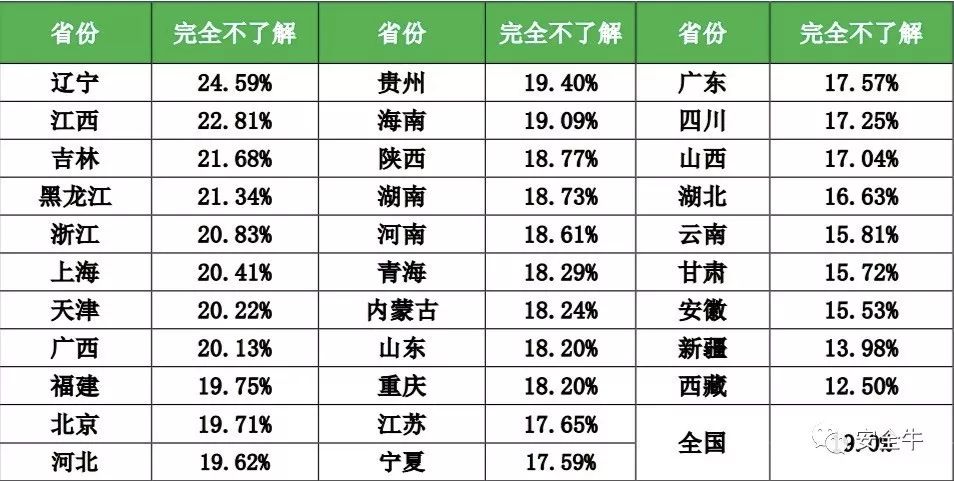 省份 完全不了解 省份 完全不了解 省份 完全不了解
辽宁 24.59% 贵州 19.40% 广东 17.57%
江西 22.81% 海南 19.09% 四川 17.25%
吉林 21.68% 陕西 18.77% 山西 17.04%
黑龙江 21.34% 湖南 18.73% 湖北 16.63%
浙江 20.83% 河南 18.61% 云南 15.81%
上海 20.41% 青海 18.29% 甘肃 15.72%
天津 20.22% 内蒙古 18.24% 安徽 15.53%
广西 20.13% 山东 18.20% 新疆 13.98%
福建 19.75% 重庆 18.20% 西藏 12.50%
北京 19.71% 江苏 17.65% 全国
河北 19.62% 宁夏 17.59%
安全牛